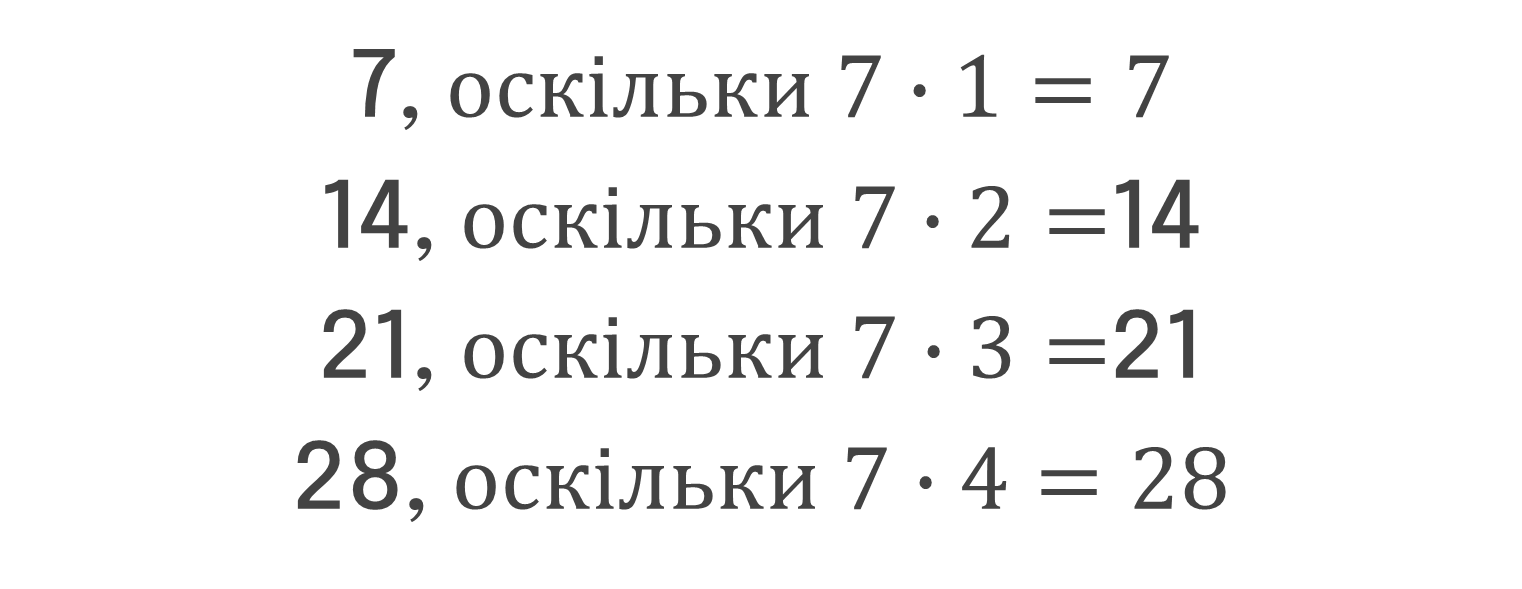 7, оскільки 7 · 1 = 7
14, оскільки 7 · 2 =14
21, оскільки 7 · 3 =21
28, оскільки 7 · 4 = 28